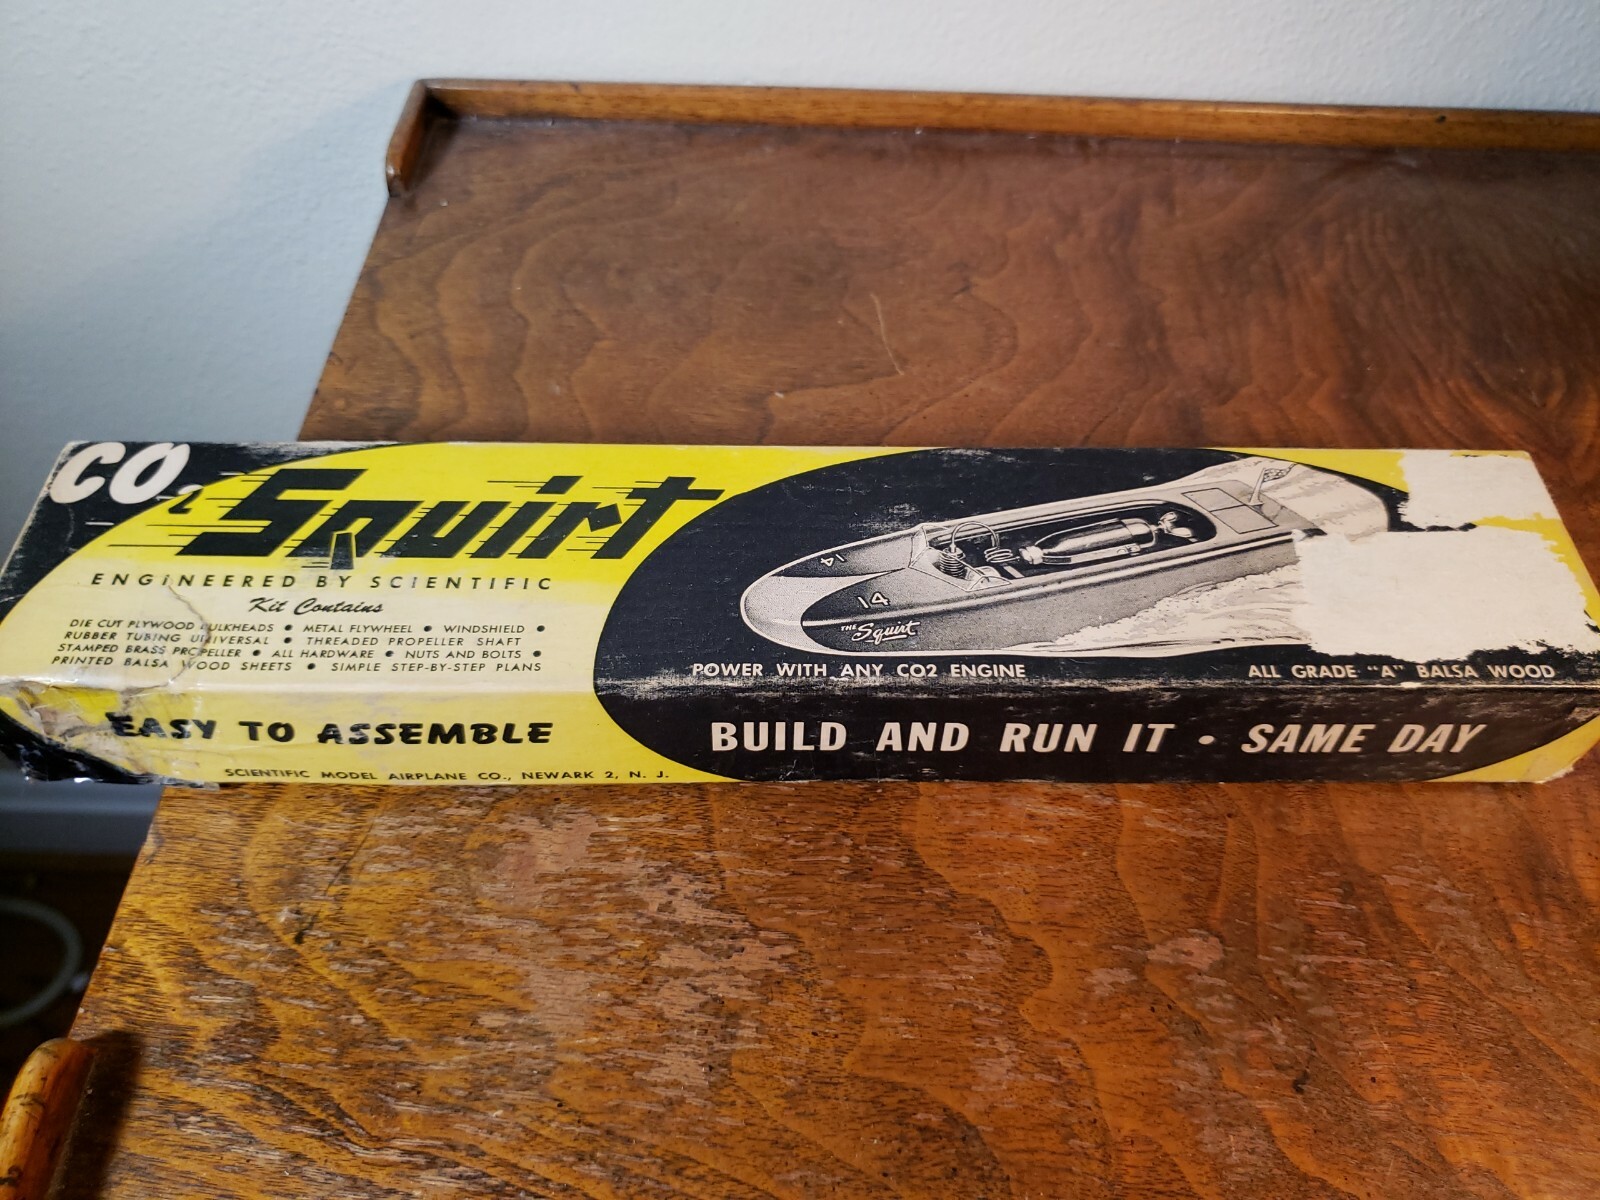 CO2 Squirt
ENGINEERED BY SCIENTIFIC
Kit Contains
DIE CUT PLYWOOD BULKHEADS • METAL FLYWHEEL • WINDSHIELD •
RUBBER TUBING UNIVERSAL • THREADED PROPELLER SHAFT
STAMPED BRASS PROPELLER • ALL HARDWARE • NUTS AND BOLTS •
PRINTED BALSA WOOD SHEETS • SIMPLE STEP-BY-STEP PLANS
14
14
THE Squirt
POWER WITH ANY CO2 ENGINE
ALL GRADE "A" BALSA WOOD
EASY TO ASSEMBLE
BUILD AND RUN IT • SAME DAY
SCIENTIFIC MODEL AIRPLANE CO., NEWARK 2, N. J.